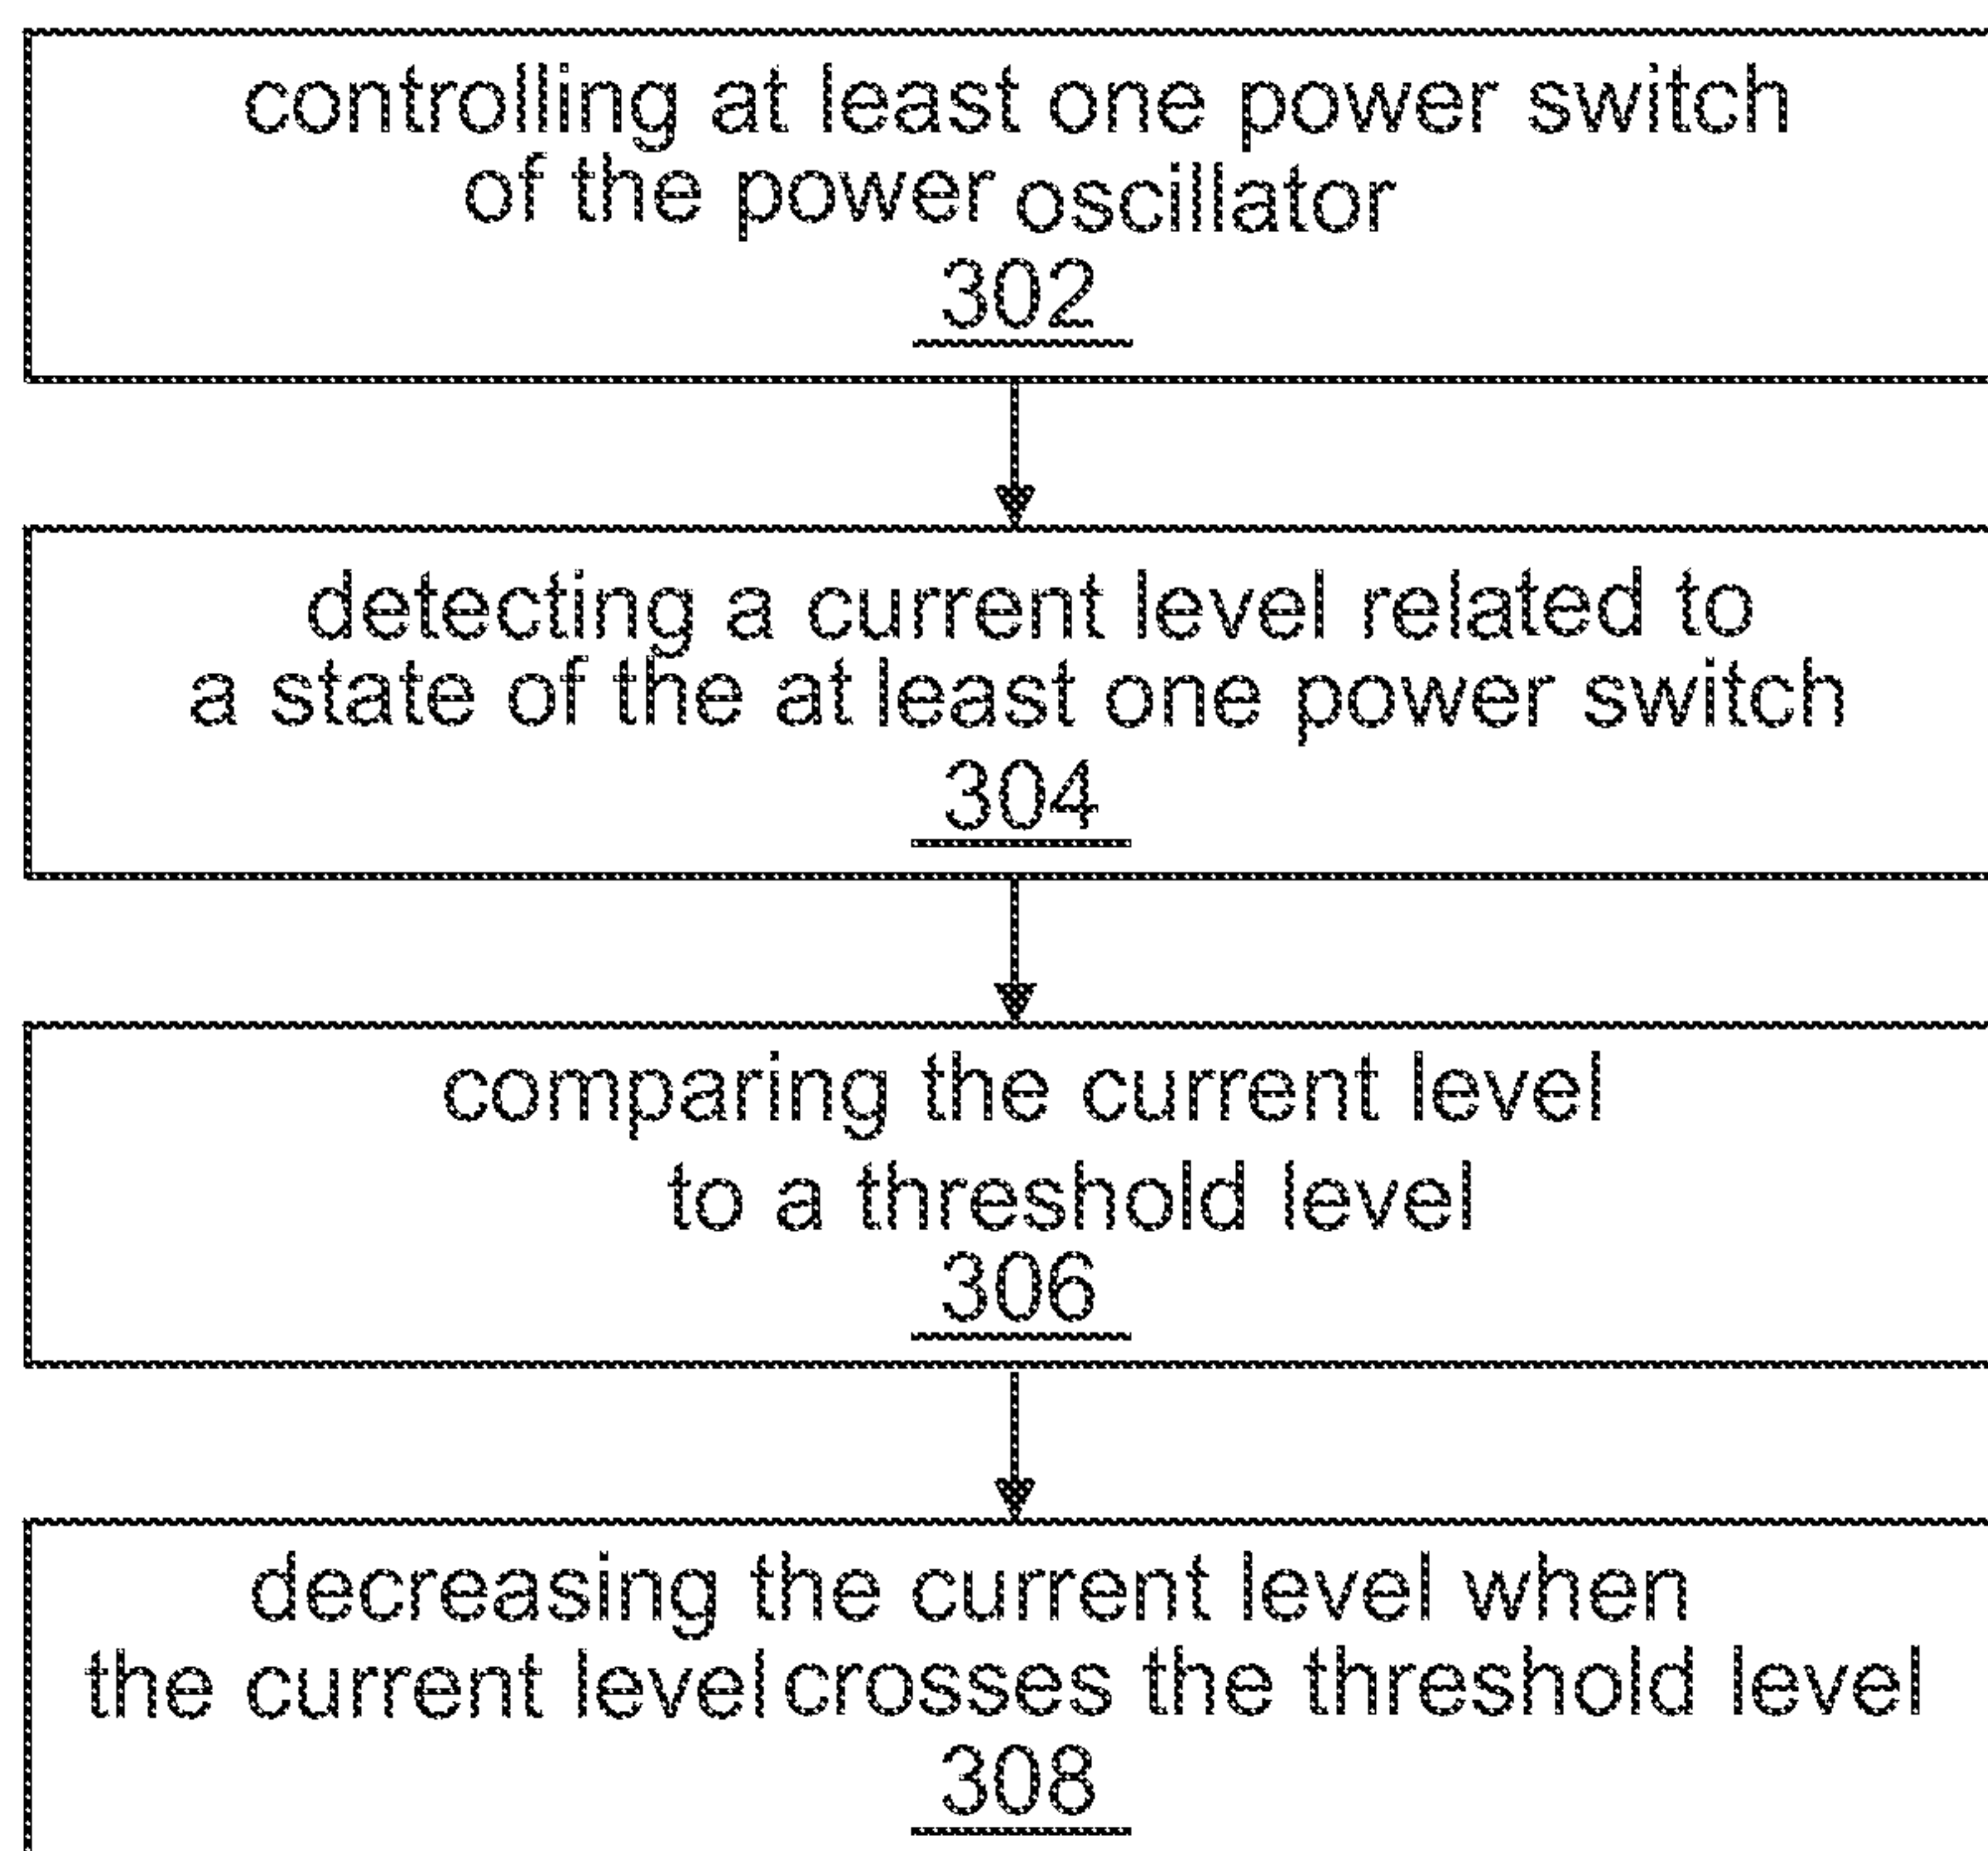 controlling at least one power switch
of the power oscillator
302
detecting a current level related to
a state of the at least one power switch
304
comparing the current level
to a threshold level
306
decreasing the current level when
the current level crosses the threshold level
308